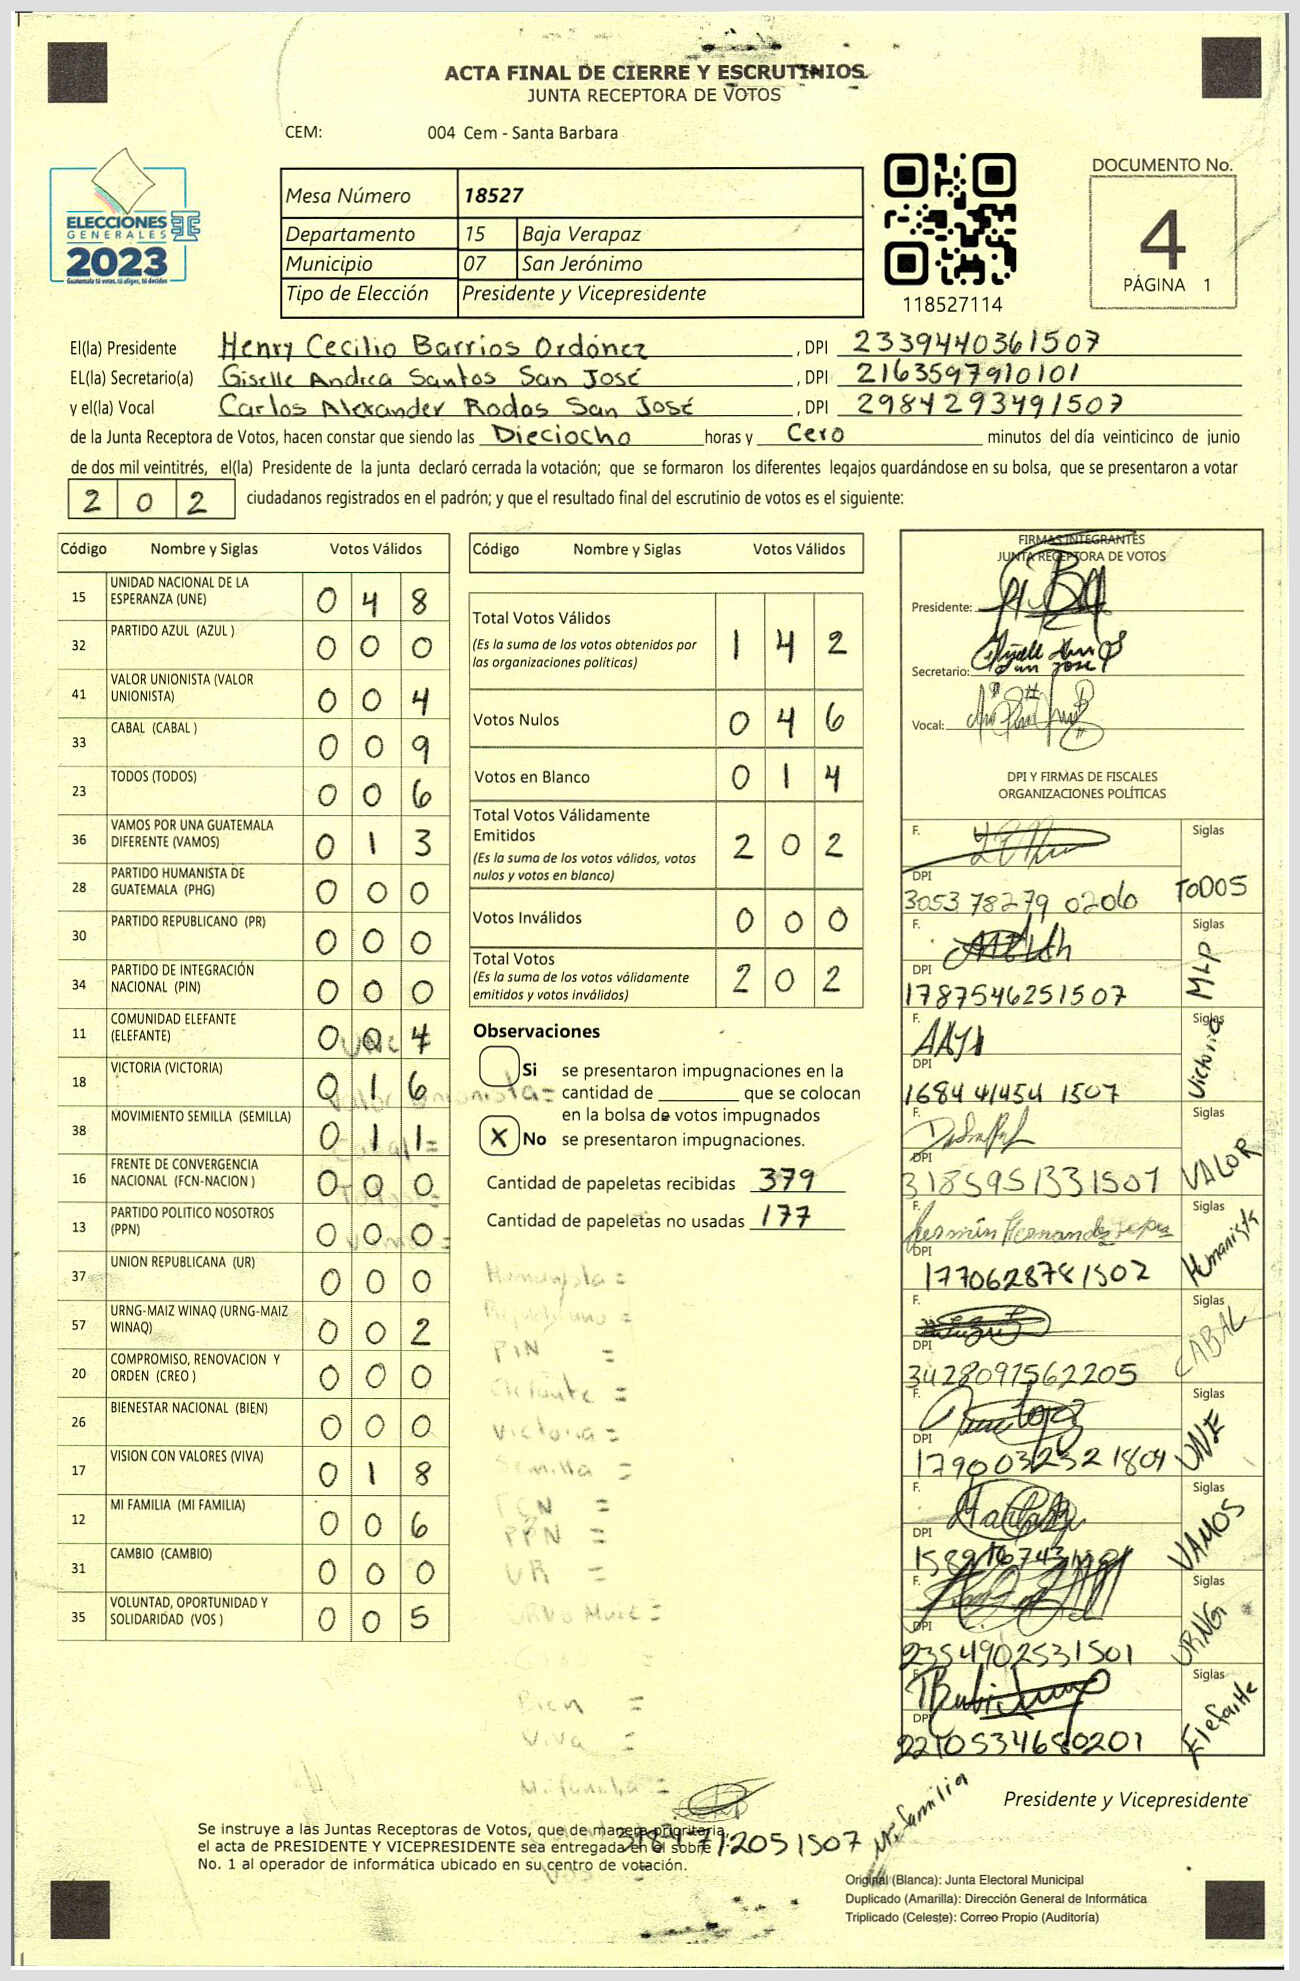 ACTA FINAL DE CIERRE Y ESCRUTINIOS
JUNTA RECEPTORA DE VOTOS
CEM: 004 Cem - Santa Barbara
ELECCIONES
GENERALES
2023
Guatemala tú votas, tú eliges, tú decides
Mesa Número 18527
Departamento 15 Baja Verapaz
Municipio 07 San Jerónimo
Tipo de Elección Presidente y Vicepresidente
118527114
DOCUMENTO No.
4
PÁGINA 1
El(la) Presidente Henry Cecilio Barrios Ordónez , DPI 2339440361507
EL(la) Secretario(a) Giselle Andrea Santos San José , DPI 2163597910101
y el(la) Vocal Carlos Alexander Rodas San José , DPI 2984293491507
de la Junta Receptora de Votos, hacen constar que siendo las Dieciocho horas y Cero minutos del día veinticinco de junio
de dos mil veintitrés, el(la) Presidente de la junta declaró cerrada la votación; que se formaron los diferentes legajos guardándose en su bolsa, que se presentaron a votar
202 ciudadanos registrados en el padrón; y que el resultado final del escrutinio de votos es el siguiente:
Código Nombre y Siglas Votos Válidos
15 UNIDAD NACIONAL DE LA ESPERANZA (UNE) 0 4 8
32 PARTIDO AZUL (AZUL ) 0 0 0
41 VALOR UNIONISTA (VALOR UNIONISTA) 0 0 4
33 CABAL (CABAL ) 0 0 9
23 TODOS (TODOS) 0 0 6
36 VAMOS POR UNA GUATEMALA DIFERENTE (VAMOS) 0 1 3
28 PARTIDO HUMANISTA DE GUATEMALA (PHG) 0 0 0
30 PARTIDO REPUBLICANO (PR) 0 0 0
34 PARTIDO DE INTEGRACIÓN NACIONAL (PIN) 0 0 0
11 COMUNIDAD ELEFANTE (ELEFANTE) 0 0 4
18 VICTORIA (VICTORIA) 0 1 6
38 MOVIMIENTO SEMILLA (SEMILLA) 0 1 1
16 FRENTE DE CONVERGENCIA NACIONAL (FCN-NACION ) 0 0 0
13 PARTIDO POLITICO NOSOTROS (PPN) 0 0 0
37 UNION REPUBLICANA (UR) 0 0 0
57 URNG-MAIZ WINAQ (URNG-MAIZ WINAQ) 0 0 2
20 COMPROMISO, RENOVACION Y ORDEN (CREO ) 0 0 0
26 BIENESTAR NACIONAL (BIEN) 0 0 0
17 VISION CON VALORES (VIVA) 0 1 8
12 MI FAMILIA (MI FAMILIA) 0 0 6
31 CAMBIO (CAMBIO) 0 0 0
35 VOLUNTAD, OPORTUNIDAD Y SOLIDARIDAD (VOS ) 0 0 5
Código Nombre y Siglas Votos Válidos
Total Votos Válidos 1 4 2
(Es la suma de los votos obtenidos por
las organizaciones políticas)
Votos Nulos 0 4 6
Votos en Blanco 0 1 4
Total Votos Válidamente
Emitidos 2 0 2
(Es la suma de los votos válidos, votos
nulos y votos en blanco)
Votos Inválidos 0 0 0
Total Votos 2 0 2
(Es la suma de los votos válidamente
emitidos y votos inválidos)
Observaciones
Si se presentaron impugnaciones en la
cantidad de ________ que se colocan
en la bolsa de votos impugnados
X No se presentaron impugnaciones.
Cantidad de papeletas recibidas 379
Cantidad de papeletas no usadas 177
Humanista =
Republicano =
PIN =
Elefante =
Victoria =
Semilla =
FCN =
PPN =
UR =
Bien =
Viva =
Mi familia =
FIRMAS INTEGRANTES
JUNTA RECEPTORA DE VOTOS
Presidente:
Secretario:
Vocal:
DPI Y FIRMAS DE FISCALES
ORGANIZACIONES POLÍTICAS
F. Siglas
DPI
3053 78279 0206 TODOS
F. Siglas
DPI
1787546251507 MLP
F. Siglas
DPI
1684 41454 1507 Victoria
F. Siglas
DPI
3185951331507 VALOR
F. Siglas
DPI
1770628781502 Humanista
F. Siglas
DPI
3428097562205 CABAL
F. Siglas
DPI
179003232 1804 UNE
F. Siglas
DPI
VAMOS
F. Siglas
DPI
2354902531501 URNG
F. Siglas
DPI
2210534680201 Elefante
Mi familia
Presidente y Vicepresidente
Se instruye a las Juntas Receptoras de Votos, que de manera prioritaria,
el acta de PRESIDENTE Y VICEPRESIDENTE sea entregada en el sobre
No. 1 al operador de informática ubicado en su centro de votación.
Original (Blanca): Junta Electoral Municipal
Duplicado (Amarilla): Dirección General de Informática
Triplicado (Celeste): Correo Propio (Auditoría)